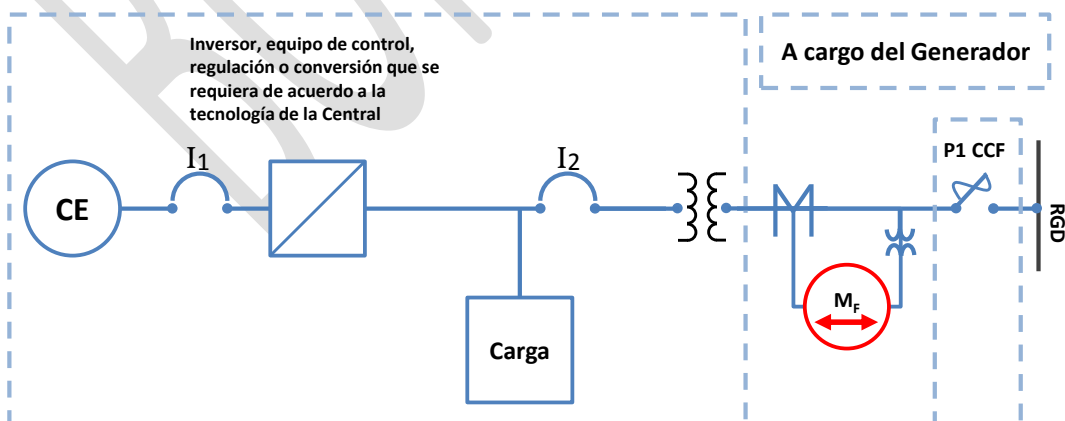 Inversor, equipo de control,
regulación o conversión que se
requiera de acuerdo a la
tecnología de la Central
A cargo del Generador
I1
I2
P1 CCF
CE
RGD
MF
Carga